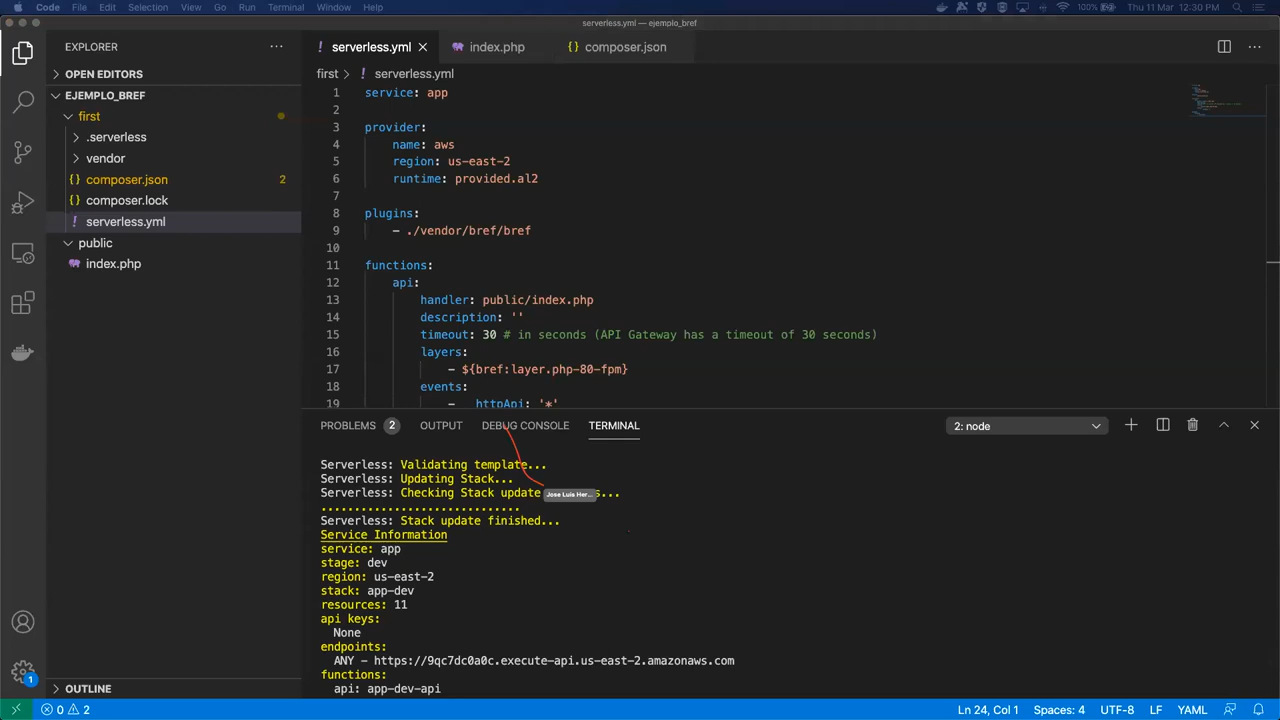 Code File Edit Selection View Go Run Terminal Window Help 100% Thu 11 Mar 12:30 PM
serverless.yml — ejemplo_bref
EXPLORER
serverless.yml
index.php
{} composer.json
OPEN EDITORS
first > ! serverless.yml
EJEMPLO_BREF
first
.serverless
vendor
{} composer.json 2
{} composer.lock
! serverless.yml
public
index.php
1 service: app
2
3 provider:
4 name: aws
5 region: us-east-2
6 runtime: provided.al2
7
8 plugins:
9 - ./vendor/bref/bref
10
11 functions:
12 api:
13 handler: public/index.php
14 description: ''
15 timeout: 30 # in seconds (API Gateway has a timeout of 30 seconds)
16 layers:
17 - ${bref:layer.php-80-fpm}
18 events:
19 - httpApi: '*'
PROBLEMS 2 OUTPUT DEBUG CONSOLE TERMINAL
2: node
Serverless: Validating template...
Serverless: Updating Stack...
Serverless: Checking Stack update s...
Jose Luis Her...
.............................
Serverless: Stack update finished...
Service Information
service: app
stage: dev
region: us-east-2
stack: app-dev
resources: 11
api keys:
None
endpoints:
ANY - https://9qc7dc0a0c.execute-api.us-east-2.amazonaws.com
functions:
api: app-dev-api
1
OUTLINE
0 2 Ln 24, Col 1 Spaces: 4 UTF-8 LF YAML